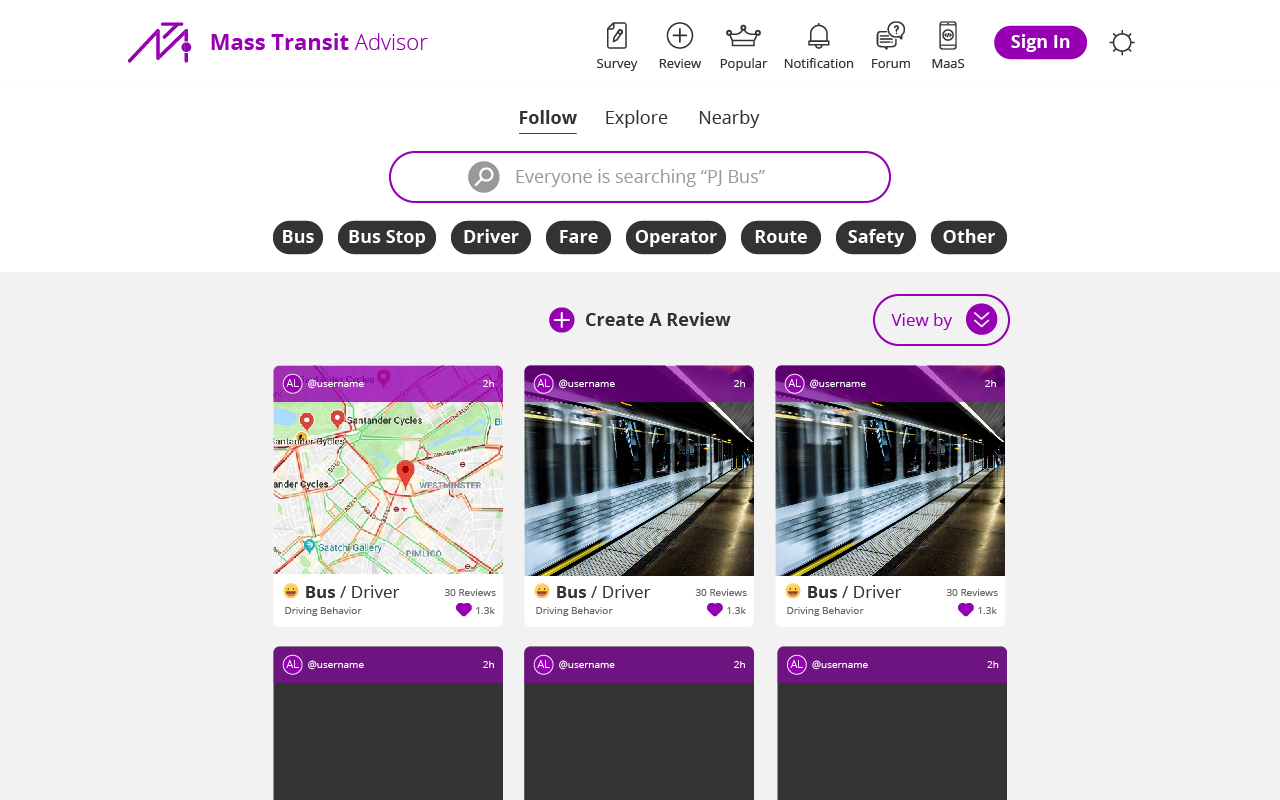 Mass Transit Advisor
Survey
Review
Popular
Notification
Forum
MaaS
Sign In
Follow
Explore
Nearby
Everyone is searching “PJ Bus”
Bus
Bus Stop
Driver
Fare
Operator
Route
Safety
Other
Create A Review
View by
AL @username 2h
Santander Cycles
Santander Cycles
Santander Cycles
ander Cycles
WESTMINSTER
Saatchi Gallery
PIMLICO
Bus / Driver
30 Reviews
Driving Behavior
1.3k
AL @username 2h
Bus / Driver
30 Reviews
Driving Behavior
1.3k
AL @username 2h
Bus / Driver
30 Reviews
Driving Behavior
1.3k
AL @username 2h
AL @username 2h
AL @username 2h